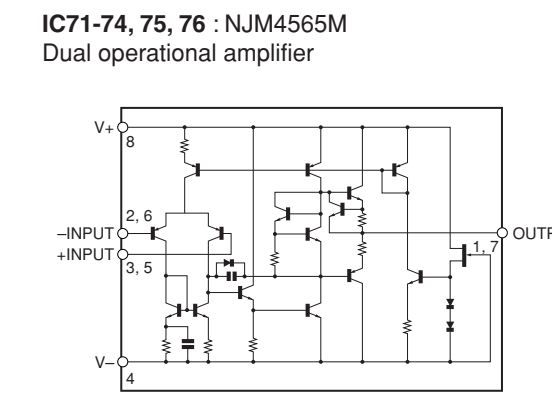 IC71-74, 75, 76 : NJM4565M
Dual operational amplifier
V+
8
2, 6
–INPUT
+INPUT
3, 5
1, 7
V–
4